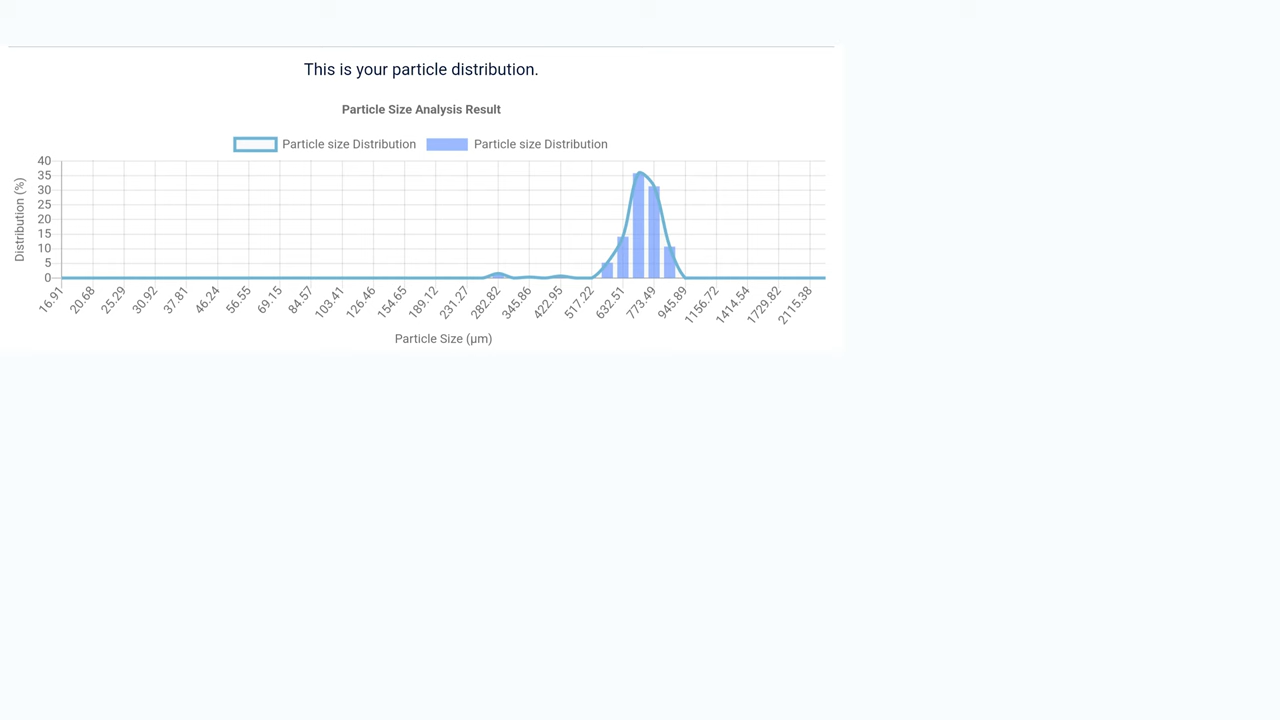 This is your particle distribution.
Particle Size Analysis Result
Particle size Distribution Particle size Distribution
Distribution (%)
40
35
30
25
20
15
10
5
0
16.91 20.68 25.29 30.92 37.81 46.24 56.55 69.15 84.57 103.41 126.46 154.65 189.12 231.27 282.82 345.86 422.95 517.22 632.51 773.49 945.89 1156.72 1414.54 1729.82 2115.38
Particle Size (μm)